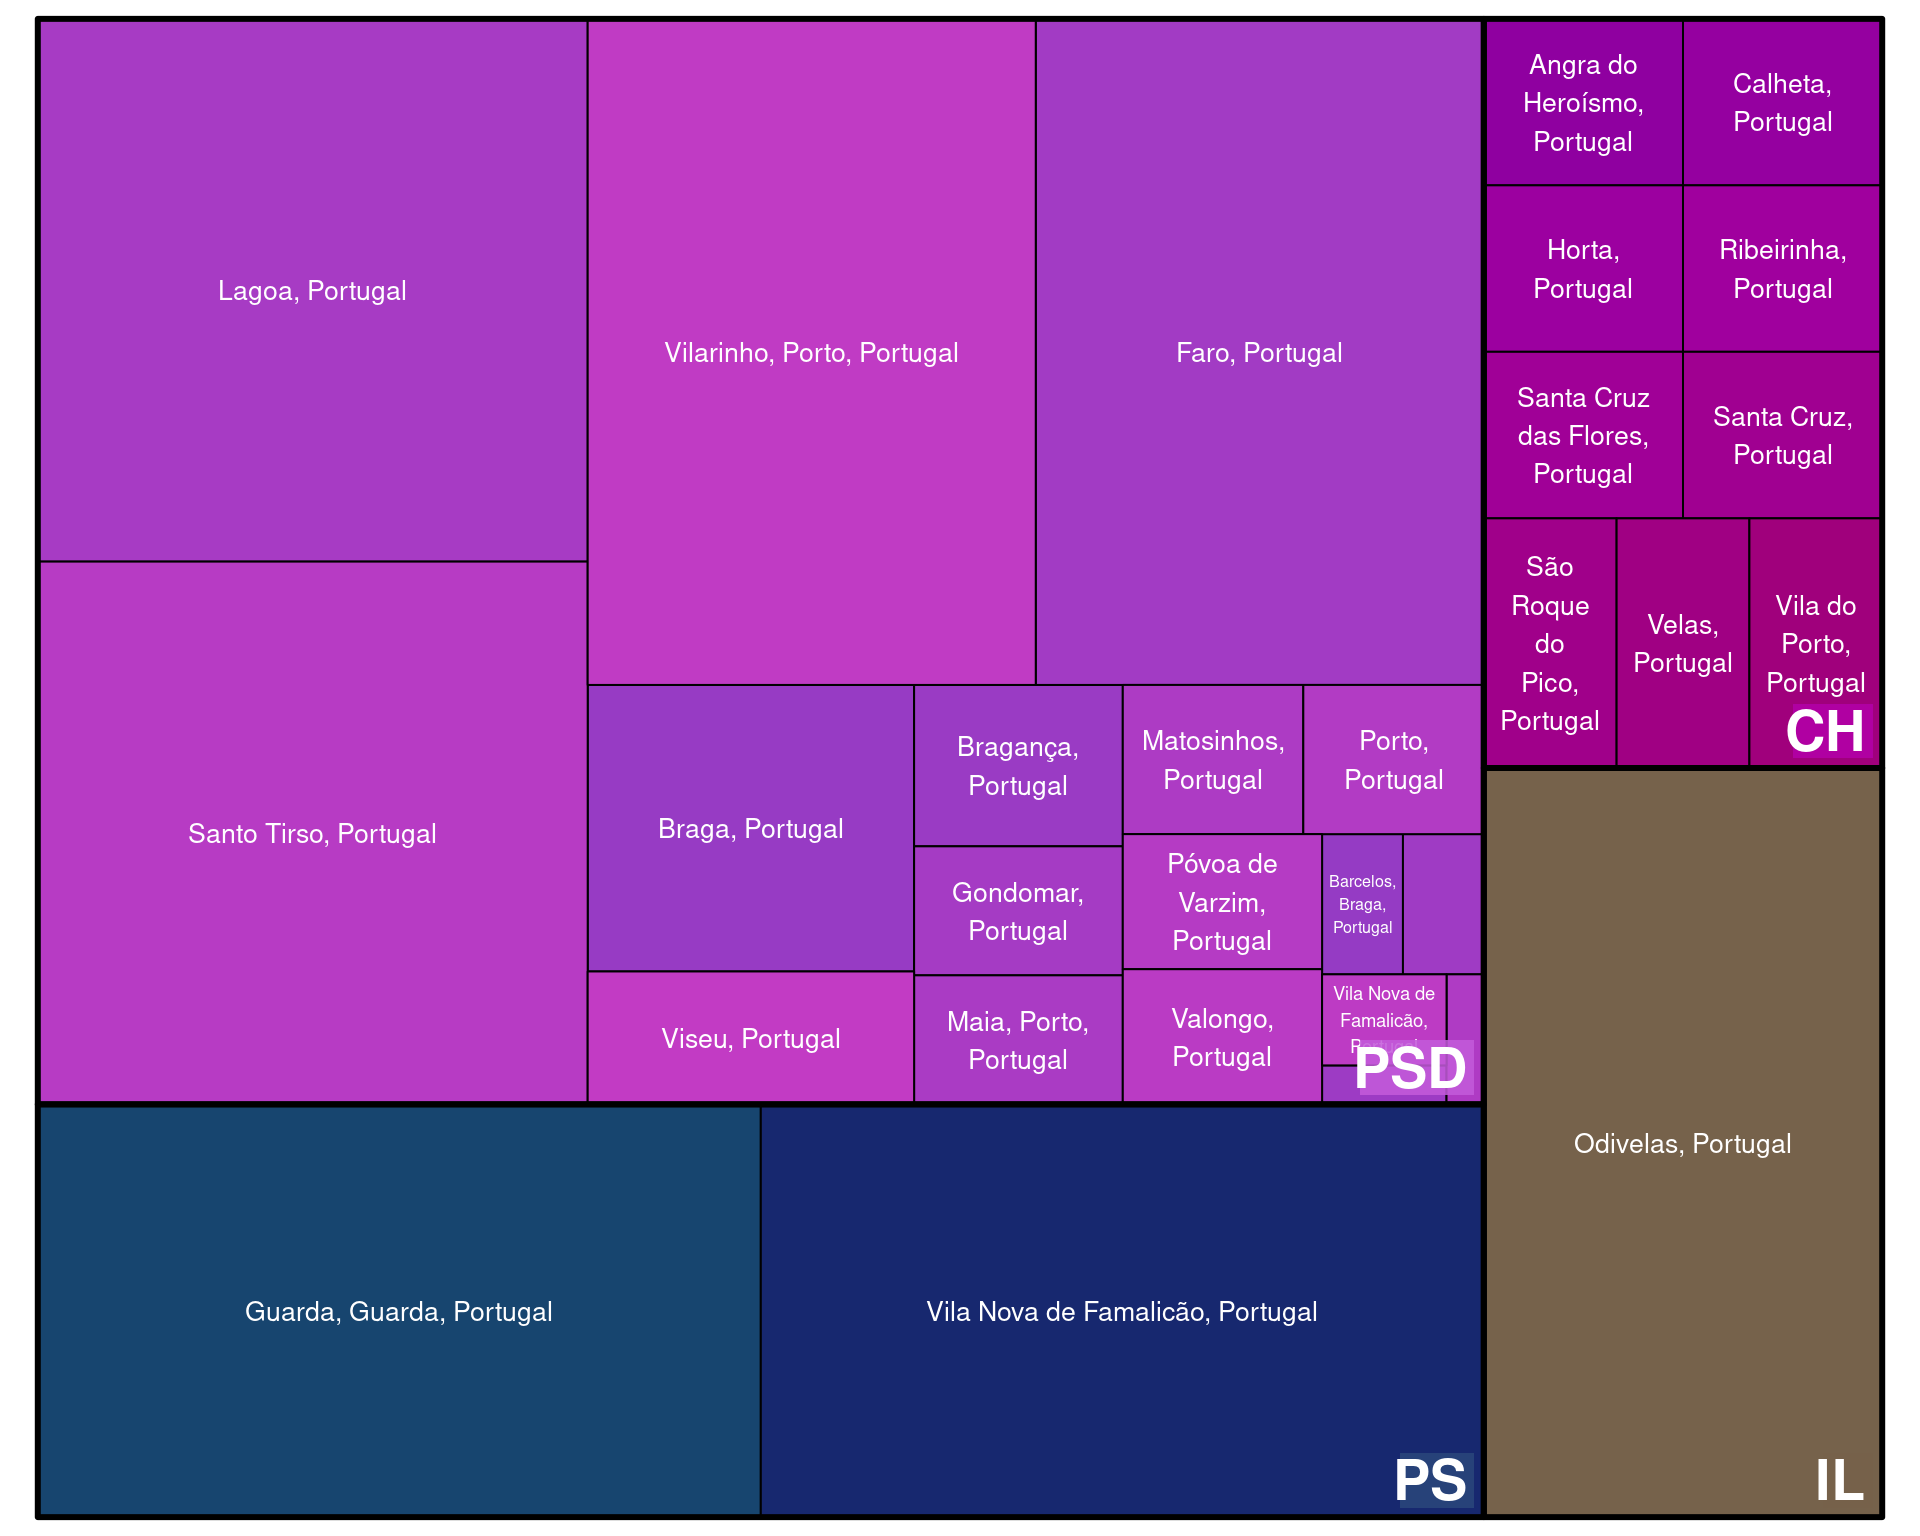 Lagoa, Portugal
Vilarinho, Porto, Portugal
Faro, Portugal
Santo Tirso, Portugal
Braga, Portugal
Viseu, Portugal
Bragança,
Portugal
Gondomar,
Portugal
Maia, Porto,
Portugal
Matosinhos,
Portugal
Porto,
Portugal
Póvoa de
Varzim,
Portugal
Valongo,
Portugal
Barcelos,
Braga,
Portugal
Vila Nova de
Famalicão,
PSD
Angra do
Heroísmo,
Portugal
Calheta,
Portugal
Horta,
Portugal
Ribeirinha,
Portugal
Santa Cruz
das Flores,
Portugal
Santa Cruz,
Portugal
São
Roque
do
Pico,
Portugal
Velas,
Portugal
Vila do
Porto,
Portugal
CH
Guarda, Guarda, Portugal
Vila Nova de Famalicão, Portugal
PS
Odivelas, Portugal
IL